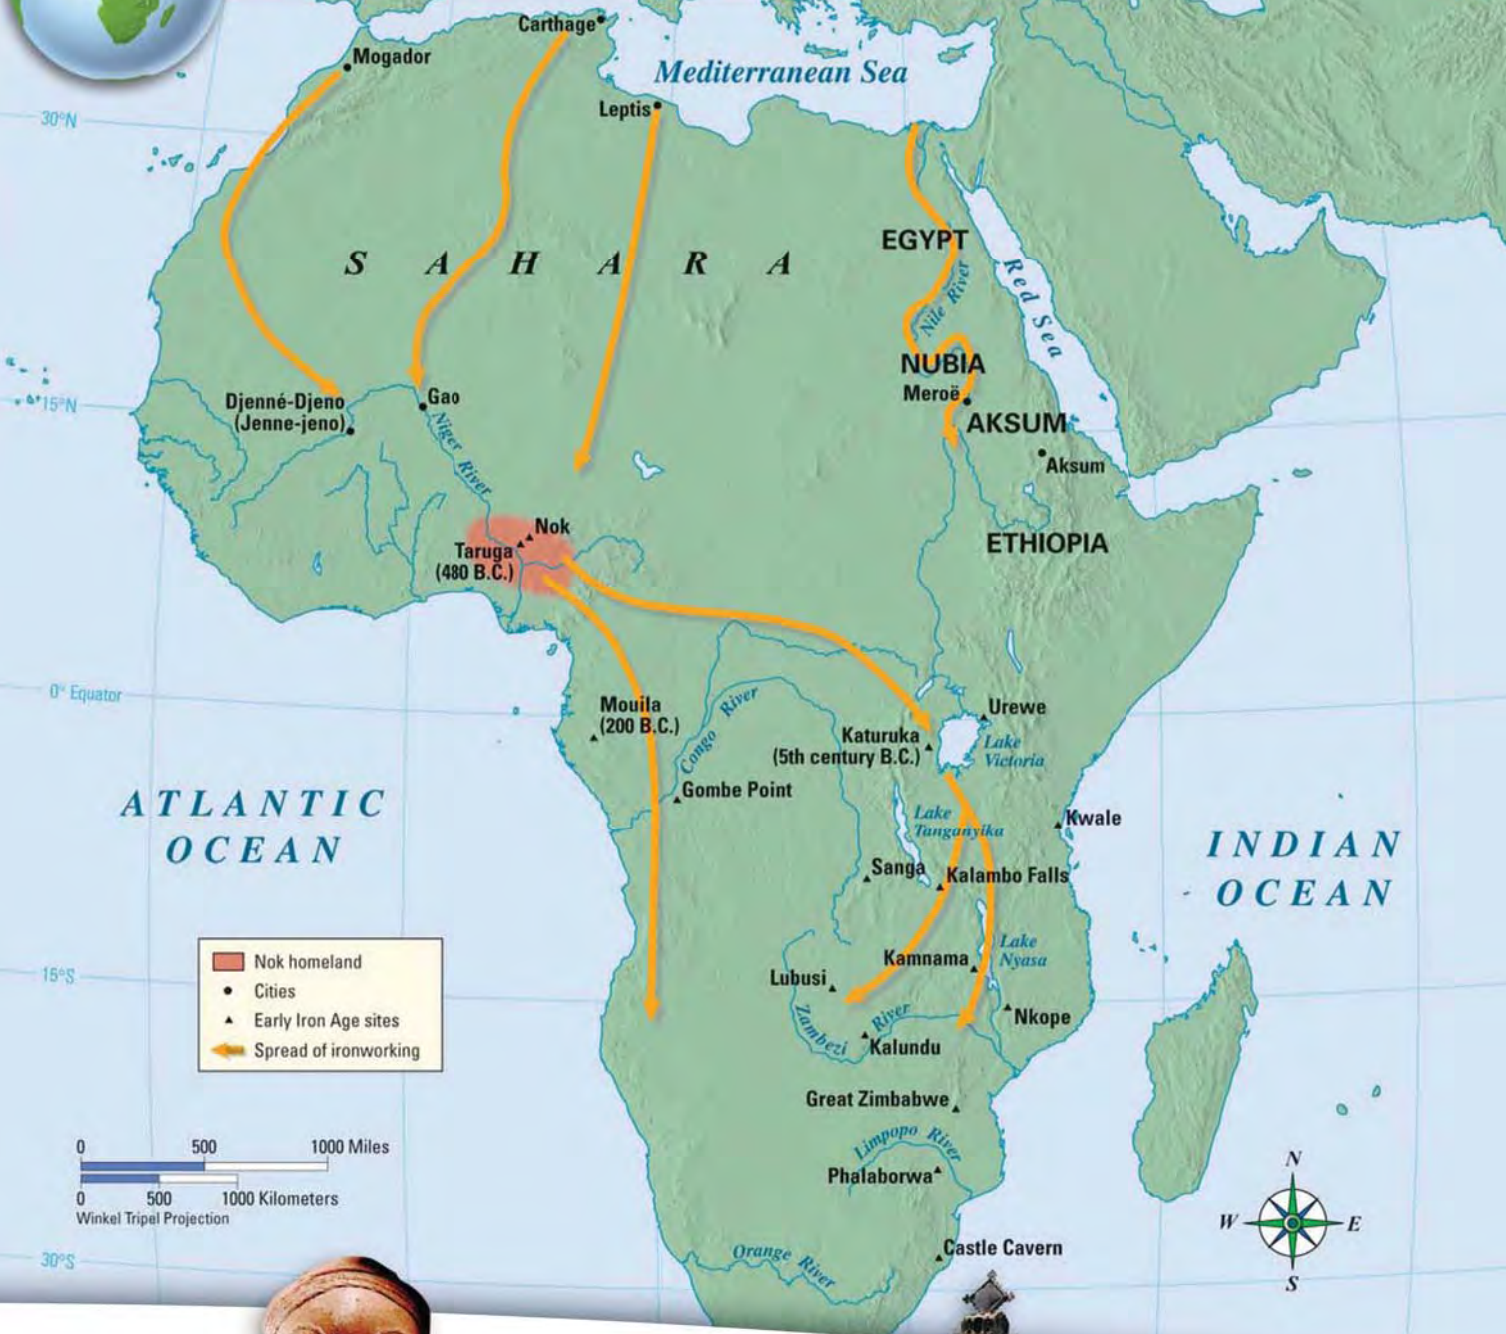 Carthage
Mogador
Mediterranean Sea
Leptis
30°N
EGYPT
SAHARA
Nile River
Red Sea
NUBIA
Meroë
Djenné-Djeno
(Jenne-jeno)
Gao
15°N
AKSUM
Aksum
Niger River
Nok
Taruga
(480 B.C.)
ETHIOPIA
0° Equator
Mouila
(200 B.C.)
Congo River
Urewe
Katuruka
(5th century B.C.)
Lake
Victoria
Gombe Point
ATLANTIC
OCEAN
Lake
Tanganyika
Kwale
INDIAN
OCEAN
Sanga
Kalambo Falls
Lake
Nyasa
Kamnama
Lubusi
15°S
Nkope
Zambezi River
Kalundu
Great Zimbabwe
Limpopo River
Phalaborwa
Castle Cavern
Orange River
30°S
Nok homeland
Cities
Early Iron Age sites
Spread of ironworking
0 500 1000 Miles
0 500 1000 Kilometers
Winkel Tripel Projection
N
W E
S